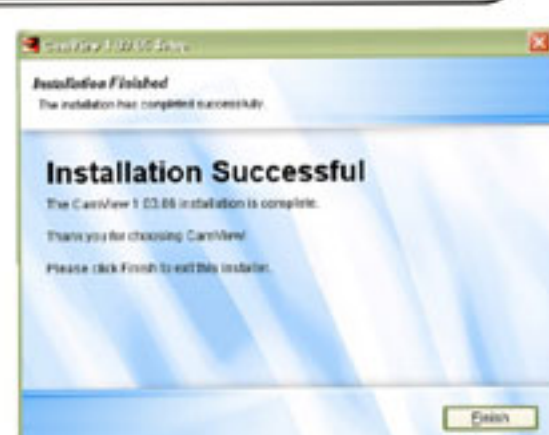 Installation Finished
The installation has completed successfully.
Installation Successful
The CamView 1.03.06 installation is complete.
Thank you for choosing CamView!
Please click Finish to exit this installer.
Finish